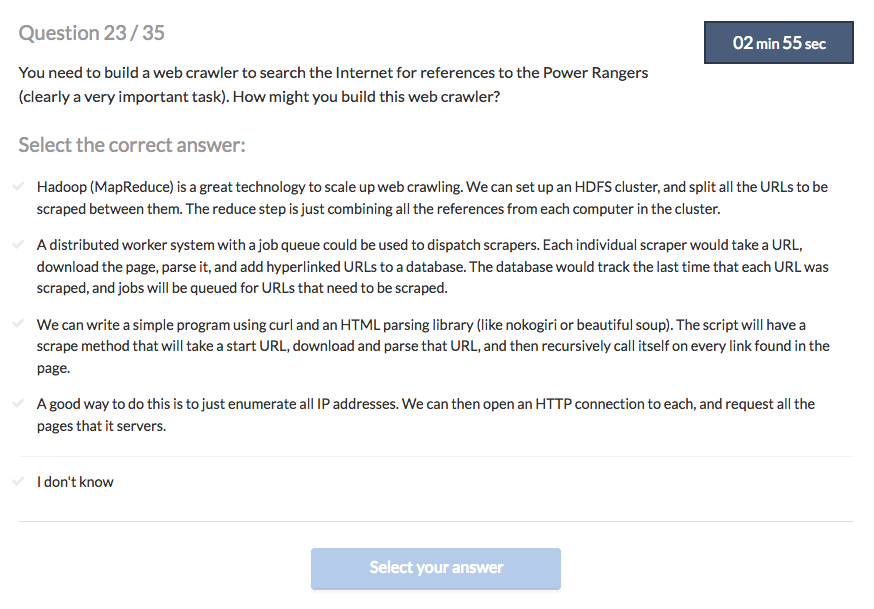 Question 23 / 35
02 min 55 sec
You need to build a web crawler to search the Internet for references to the Power Rangers
(clearly a very important task). How might you build this web crawler?
Select the correct answer:
Hadoop (MapReduce) is a great technology to scale up web crawling. We can set up an HDFS cluster, and split all the URLs to be
scraped between them. The reduce step is just combining all the references from each computer in the cluster.
A distributed worker system with a job queue could be used to dispatch scrapers. Each individual scraper would take a URL,
download the page, parse it, and add hyperlinked URLs to a database. The database would track the last time that each URL was
scraped, and jobs will be queued for URLs that need to be scraped.
We can write a simple program using curl and an HTML parsing library (like nokogiri or beautiful soup). The script will have a
scrape method that will take a start URL, download and parse that URL, and then recursively call itself on every link found in the
page.
A good way to do this is to just enumerate all IP addresses. We can then open an HTTP connection to each, and request all the
pages that it servers.
I don't know
Select your answer